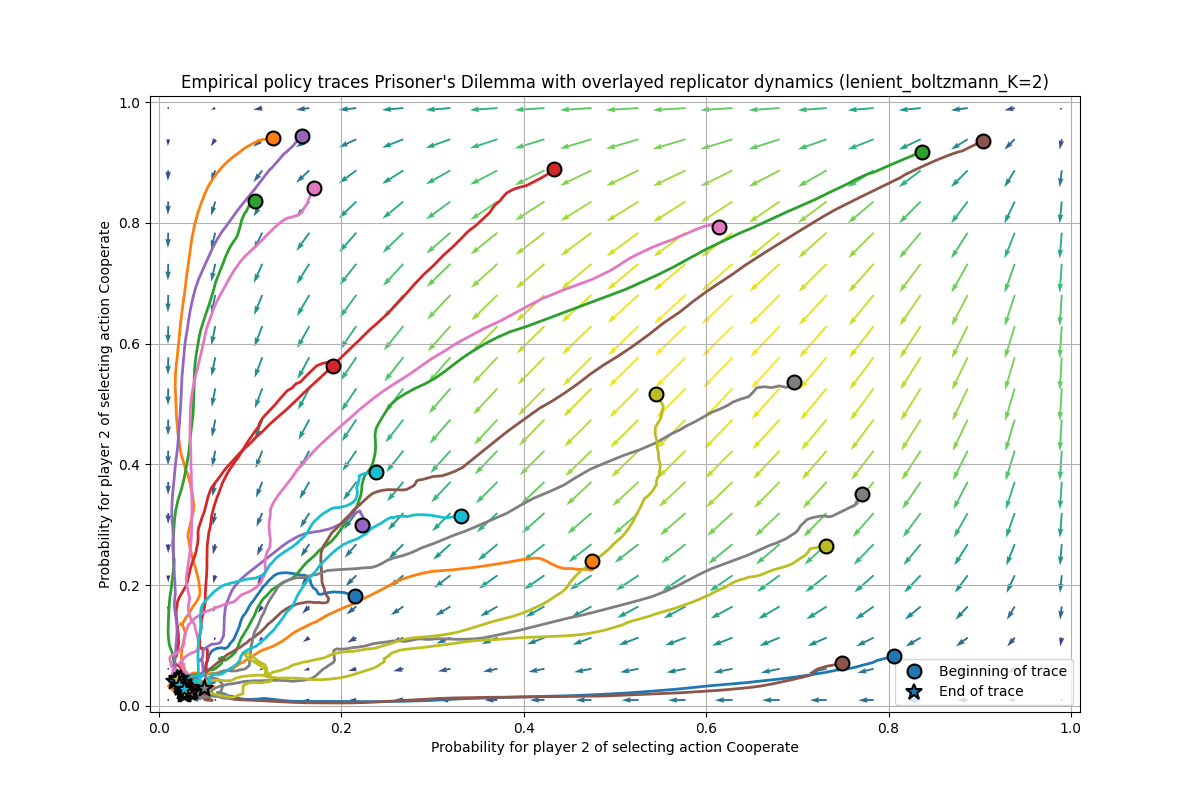 Empirical policy traces Prisoner's Dilemma with overlayed replicator dynamics (lenient_boltzmann_K=2)
Probability for player 2 of selecting action Cooperate
1.0
0.8
0.6
0.4
0.2
0.0
Beginning of trace
End of trace
0.0 0.2 0.4 0.6 0.8 1.0
Probability for player 2 of selecting action Cooperate